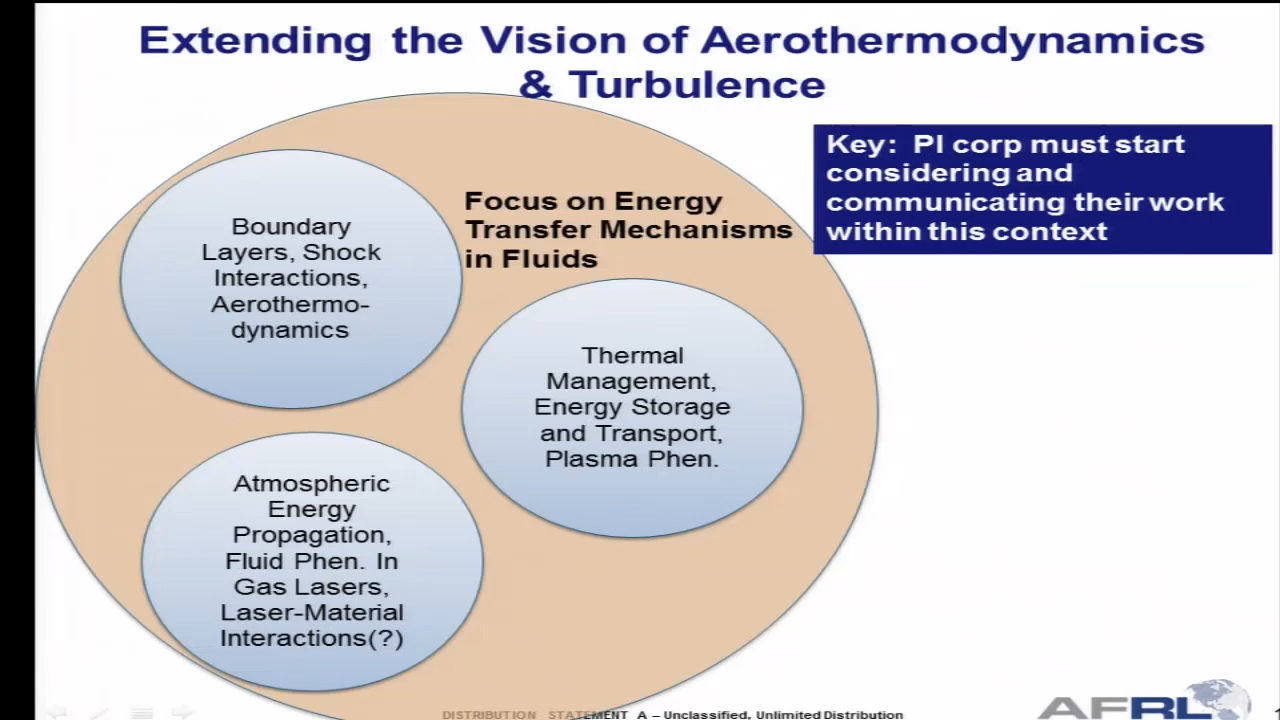 Extending the Vision of Aerothermodynamics
& Turbulence
Key: PI corp must start
considering and
communicating their work
within this context
Focus on Energy
Transfer Mechanisms
in Fluids
Boundary
Layers, Shock
Interactions,
Aerothermo-
dynamics
Thermal
Management,
Energy Storage
and Transport,
Plasma Phen.
Atmospheric
Energy
Propagation,
Fluid Phen. In
Gas Lasers,
Laser-Material
Interactions(?)
DISTRIBUTION STATEMENT A – Unclassified, Unlimited Distribution
AFRL